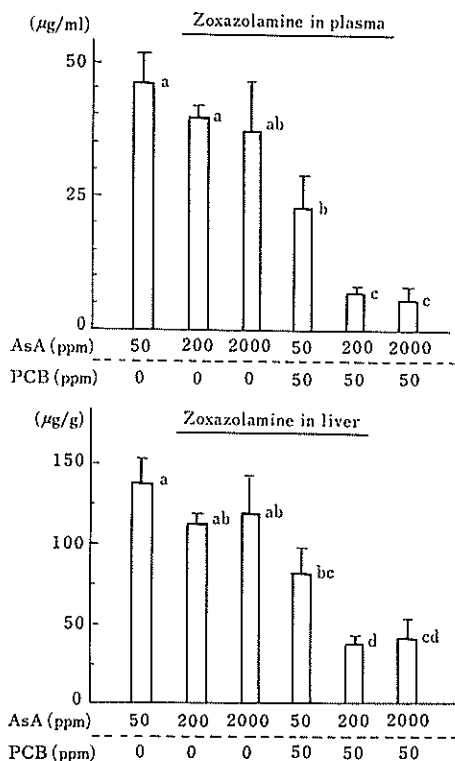 (μg/ml) Zoxazolamine in plasma
50
25
0
a a ab b c c
AsA (ppm) 50 200 2000 50 200 2000
PCB (ppm) 0 0 0 50 50 50
(μg/g) Zoxazolamine in liver
150
100
50
0
a ab ab bc d cd
AsA (ppm) 50 200 2000 50 200 2000
PCB (ppm) 0 0 0 50 50 50